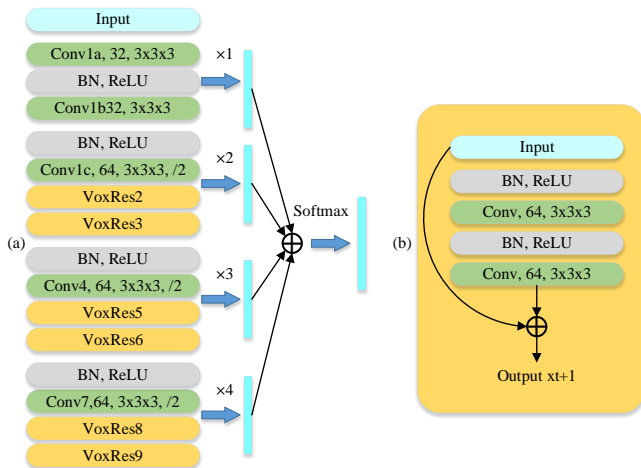 Input
Conv1a, 32, 3x3x3
BN, ReLU
Conv1b32, 3x3x3
×1
BN, ReLU
Conv1c, 64, 3x3x3, /2
VoxRes2
VoxRes3
×2
(a)
BN, ReLU
Conv4, 64, 3x3x3, /2
VoxRes5
VoxRes6
×3
BN, ReLU
Conv7,64, 3x3x3, /2
VoxRes8
VoxRes9
×4
Softmax
(b)
Input
BN, ReLU
Conv, 64, 3x3x3
BN, ReLU
Conv, 64, 3x3x3
Output xt+1